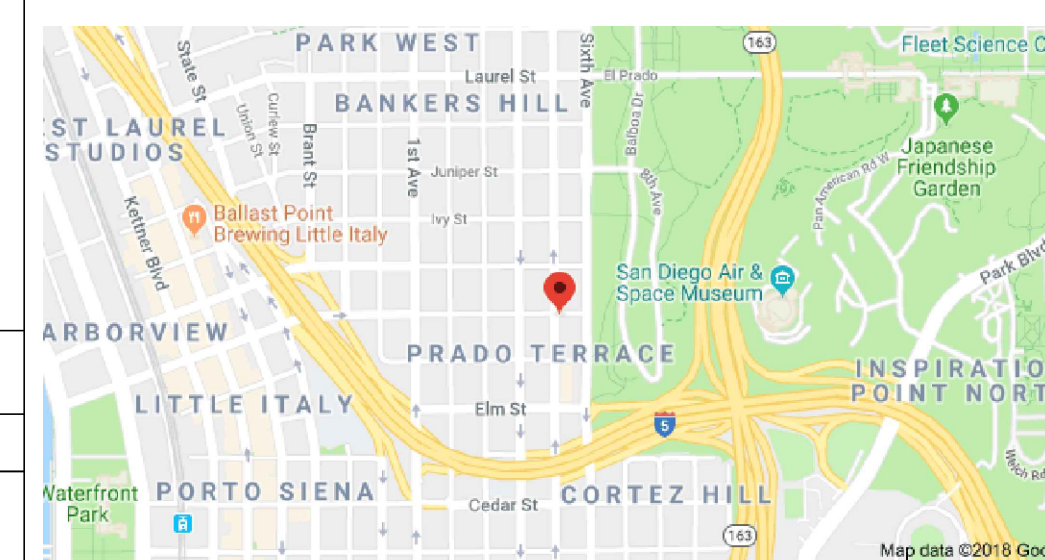 PARK WEST
Laurel St
BANKERS HILL
State St
Union St
Curlew St
Brant St
1st Ave
Sixth Ave
El Prado
Balboa Dr
8th Ave
163
Fleet Science C
Japanese
Friendship
Garden
Pan American Rd W
ST LAUREL
STUDIOS
Juniper St
Ivy St
Kettner Blvd
Ballast Point
Brewing Little Italy
San Diego Air &
Space Museum
Park Blvd
ARBORVIEW
PRADO TERRACE
INSPIRATIO
POINT NORT
LITTLE ITALY
Elm St
5
Welch Rd
Waterfront
Park
PORTO SIENA
Cedar St
CORTEZ HILL
163
Map data ©2018 Goo